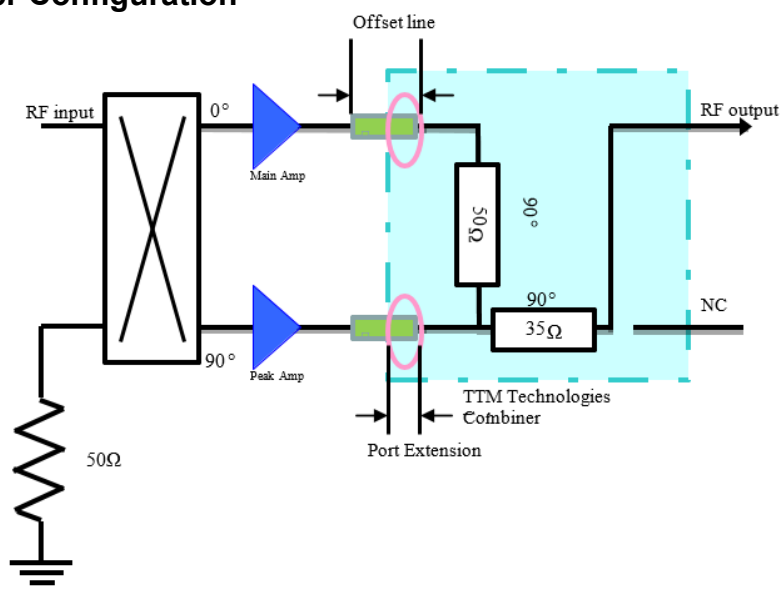 Configuration
Offset line
RF input
0°
RF output
Main Amp
50Ω
90°
90°
35Ω
NC
90°
Peak Amp
TTM Technologies
Combiner
Port Extension
50Ω